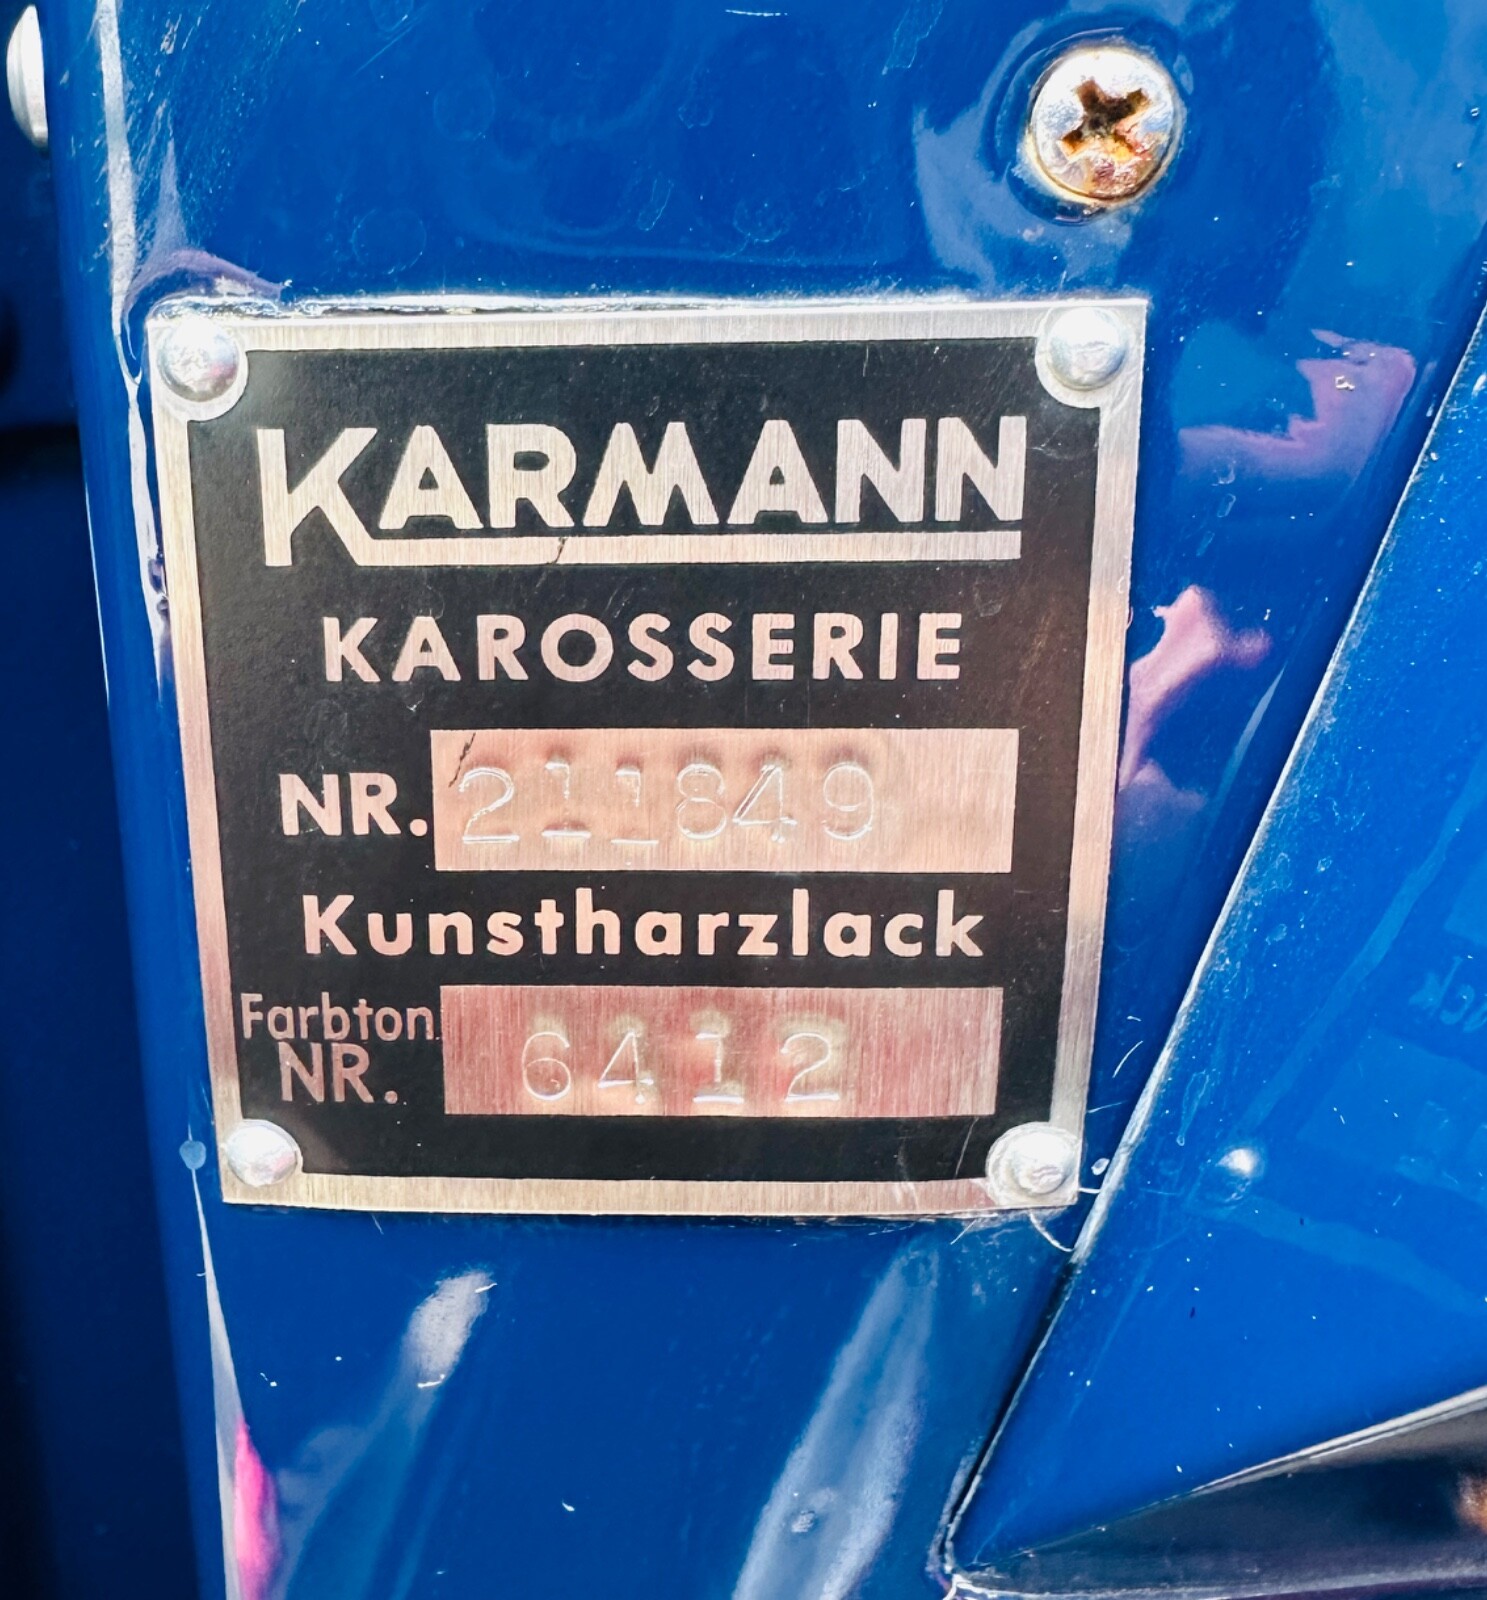 KARMANN
KAROSSERIE
NR. 211849
Kunstharzlack
Farbton
NR. 6412